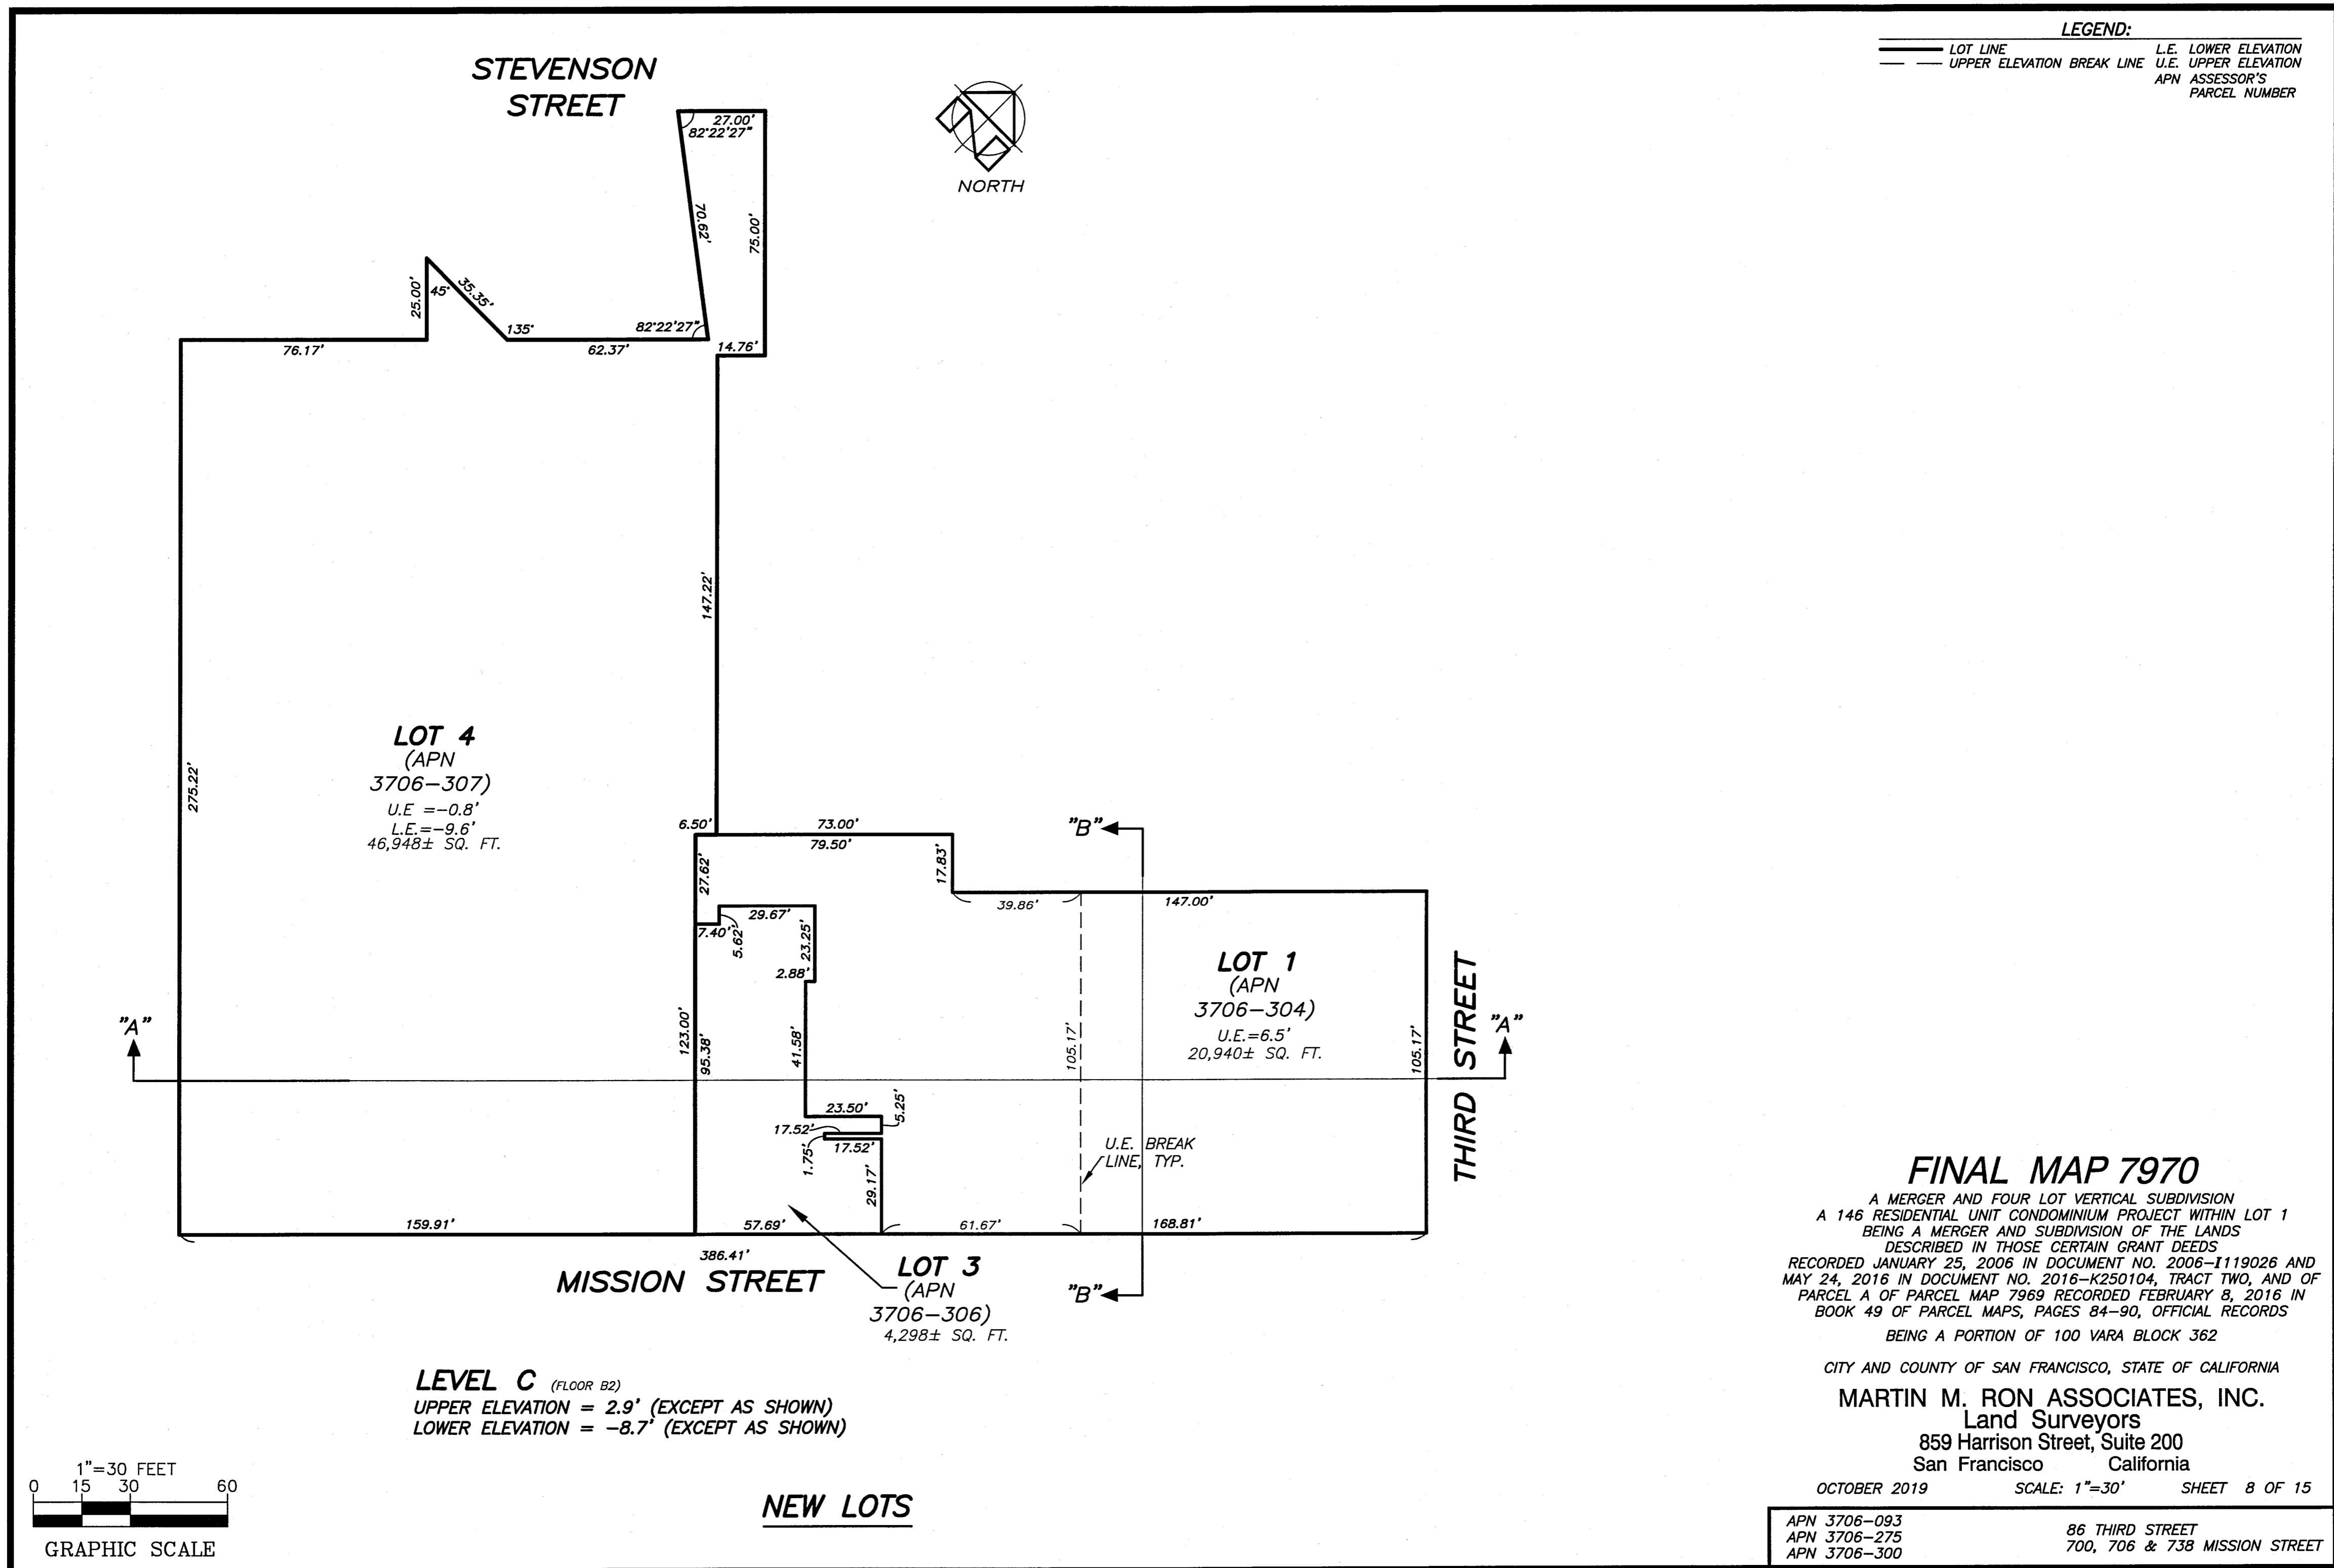 LEGEND:
LOT LINE
UPPER ELEVATION BREAK LINE
L.E. LOWER ELEVATION
U.E. UPPER ELEVATION
APN ASSESSOR'S
PARCEL NUMBER
STEVENSON
STREET
NORTH
27.00'
82°22'27"
70.62'
75.00'
25.00'
45°
35.35'
135°
82°22'27"
76.17'
62.37'
14.76'
147.22'
275.22'
LOT 4
(APN
3706-307)
U.E =-0.8'
L.E.=-9.6'
46,948± SQ. FT.
6.50'
73.00'
79.50'
27.62'
17.83'
"B"
39.86'
147.00'
29.67'
7.40'
5.62'
23.25'
2.88'
LOT 1
(APN
3706-304)
U.E.=6.5'
20,940± SQ. FT.
THIRD STREET
"A"
"A"
123.00'
95.38'
41.58'
105.17'
105.17'
23.50'
5.25'
17.52'
17.52'
1.75'
29.17'
U.E. BREAK
LINE, TYP.
159.91'
57.69'
61.67'
168.81'
386.41'
MISSION STREET
LOT 3
(APN
3706-306)
4,298± SQ. FT.
"B"
LEVEL C (FLOOR B2)
UPPER ELEVATION = 2.9' (EXCEPT AS SHOWN)
LOWER ELEVATION = -8.7' (EXCEPT AS SHOWN)
1"=30 FEET
0 15 30 60
GRAPHIC SCALE
NEW LOTS
FINAL MAP 7970
A MERGER AND FOUR LOT VERTICAL SUBDIVISION
A 146 RESIDENTIAL UNIT CONDOMINIUM PROJECT WITHIN LOT 1
BEING A MERGER AND SUBDIVISION OF THE LANDS
DESCRIBED IN THOSE CERTAIN GRANT DEEDS
RECORDED JANUARY 25, 2006 IN DOCUMENT NO. 2006-I119026 AND
MAY 24, 2016 IN DOCUMENT NO. 2016-K250104, TRACT TWO, AND OF
PARCEL A OF PARCEL MAP 7969 RECORDED FEBRUARY 8, 2016 IN
BOOK 49 OF PARCEL MAPS, PAGES 84-90, OFFICIAL RECORDS
BEING A PORTION OF 100 VARA BLOCK 362
CITY AND COUNTY OF SAN FRANCISCO, STATE OF CALIFORNIA
MARTIN M. RON ASSOCIATES, INC.
Land Surveyors
859 Harrison Street, Suite 200
San Francisco California
OCTOBER 2019 SCALE: 1"=30' SHEET 8 OF 15
APN 3706-093
APN 3706-275
APN 3706-300
86 THIRD STREET
700, 706 & 738 MISSION STREET